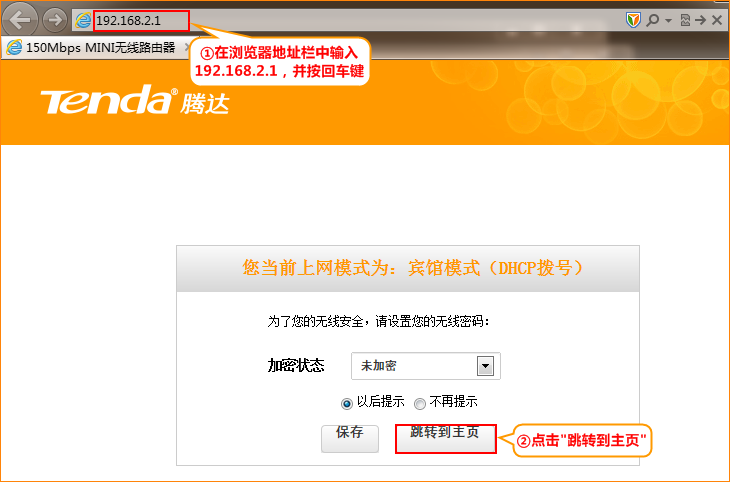 192.168.2.1
150Mbps MINI无线路由器
①在浏览器地址栏中输入
192.168.2.1，并按回车键
Tenda® 腾达
您当前上网模式为：宾馆模式（DHCP拨号）
为了您的无线安全，请设置您的无线密码：
加密状态 未加密
以后提示 不再提示
保存 跳转到主页
②点击"跳转到主页"